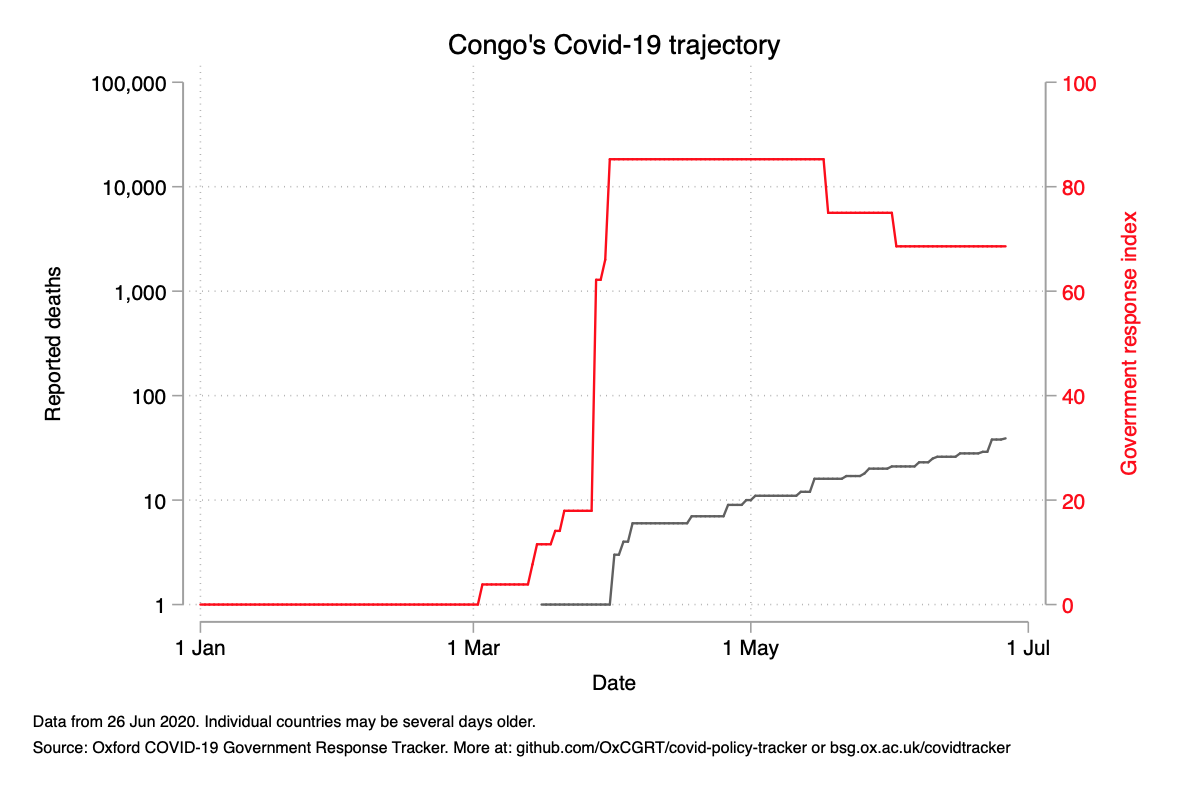 Congo's Covid-19 trajectory
100,000
10,000
1,000
100
10
1
Reported deaths
100
80
60
40
20
0
Government response index
1 Jan
1 Mar
1 May
1 Jul
Date
Data from 26 Jun 2020. Individual countries may be several days older.
Source: Oxford COVID-19 Government Response Tracker. More at: github.com/OxCGRT/covid-policy-tracker or bsg.ox.ac.uk/covidtracker